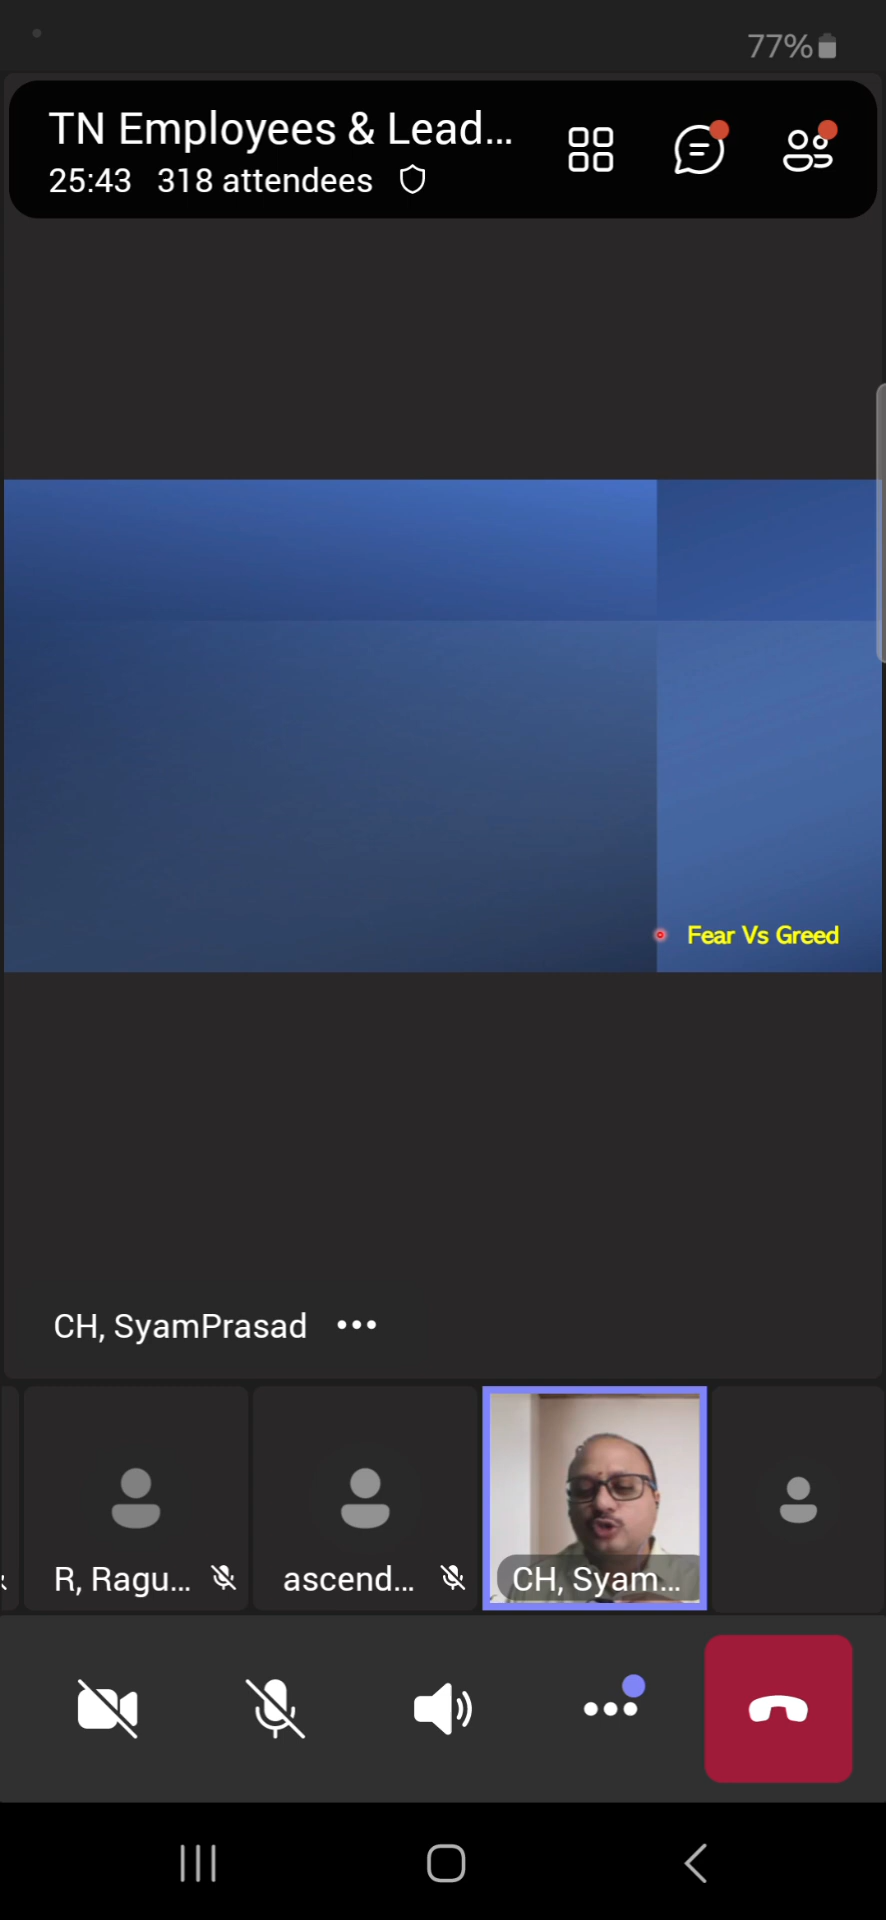 77%
TN Employees & Lead...
25:43 318 attendees
Fear Vs Greed
CH, SyamPrasad
R, Ragu...
ascend...
CH, Syam...